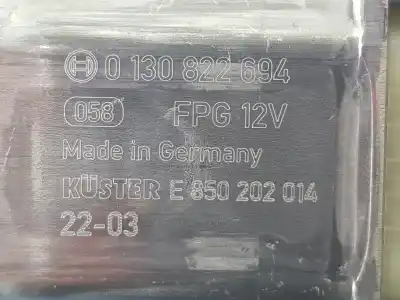 0 130 822 694
058 FPG 12V
Made in Germany
KÜSTER E 850 202 014
22-03